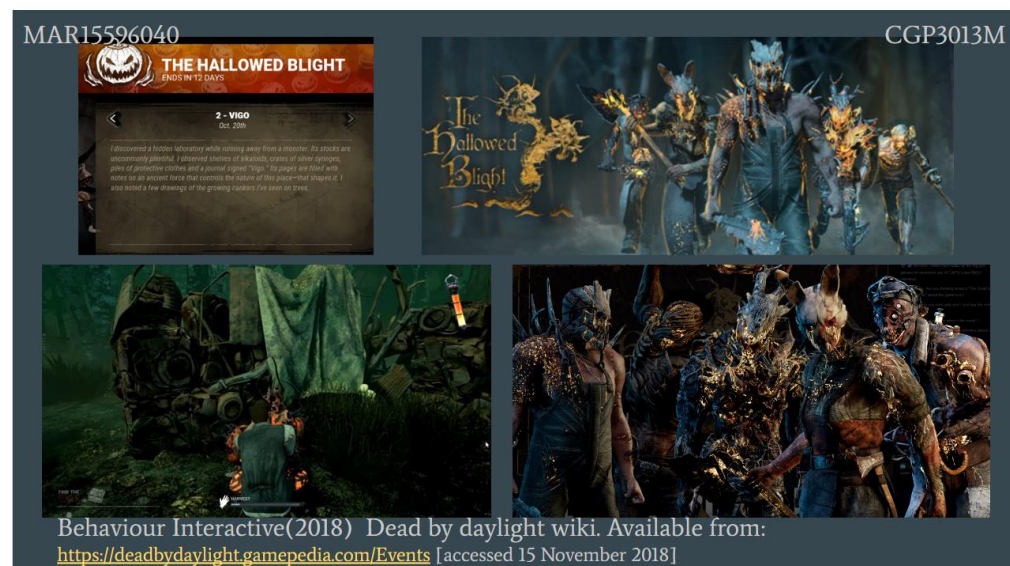 MAR15596040
CGP3013M
THE HALLOWED BLIGHT
ENDS IN 12 DAYS
2 - VIGO
Oct. 20th
I discovered a hidden laboratory while running away from a monster. Its stocks are
uncommonly plentiful. I observed shelves of alkaloids, crates of silver syringes,
piles of protective clothes and a journal signed "Vigo." Its pages are filled with
notes on an ancient force that controls the nature of this place—that shapes it. I
also noted a few drawings of the growing cankers I've seen on trees.
The
Hallowed
Blight
HARVEST
Behaviour Interactive(2018) Dead by daylight wiki. Available from:
https://deadbydaylight.gamepedia.com/Events [accessed 15 November 2018]